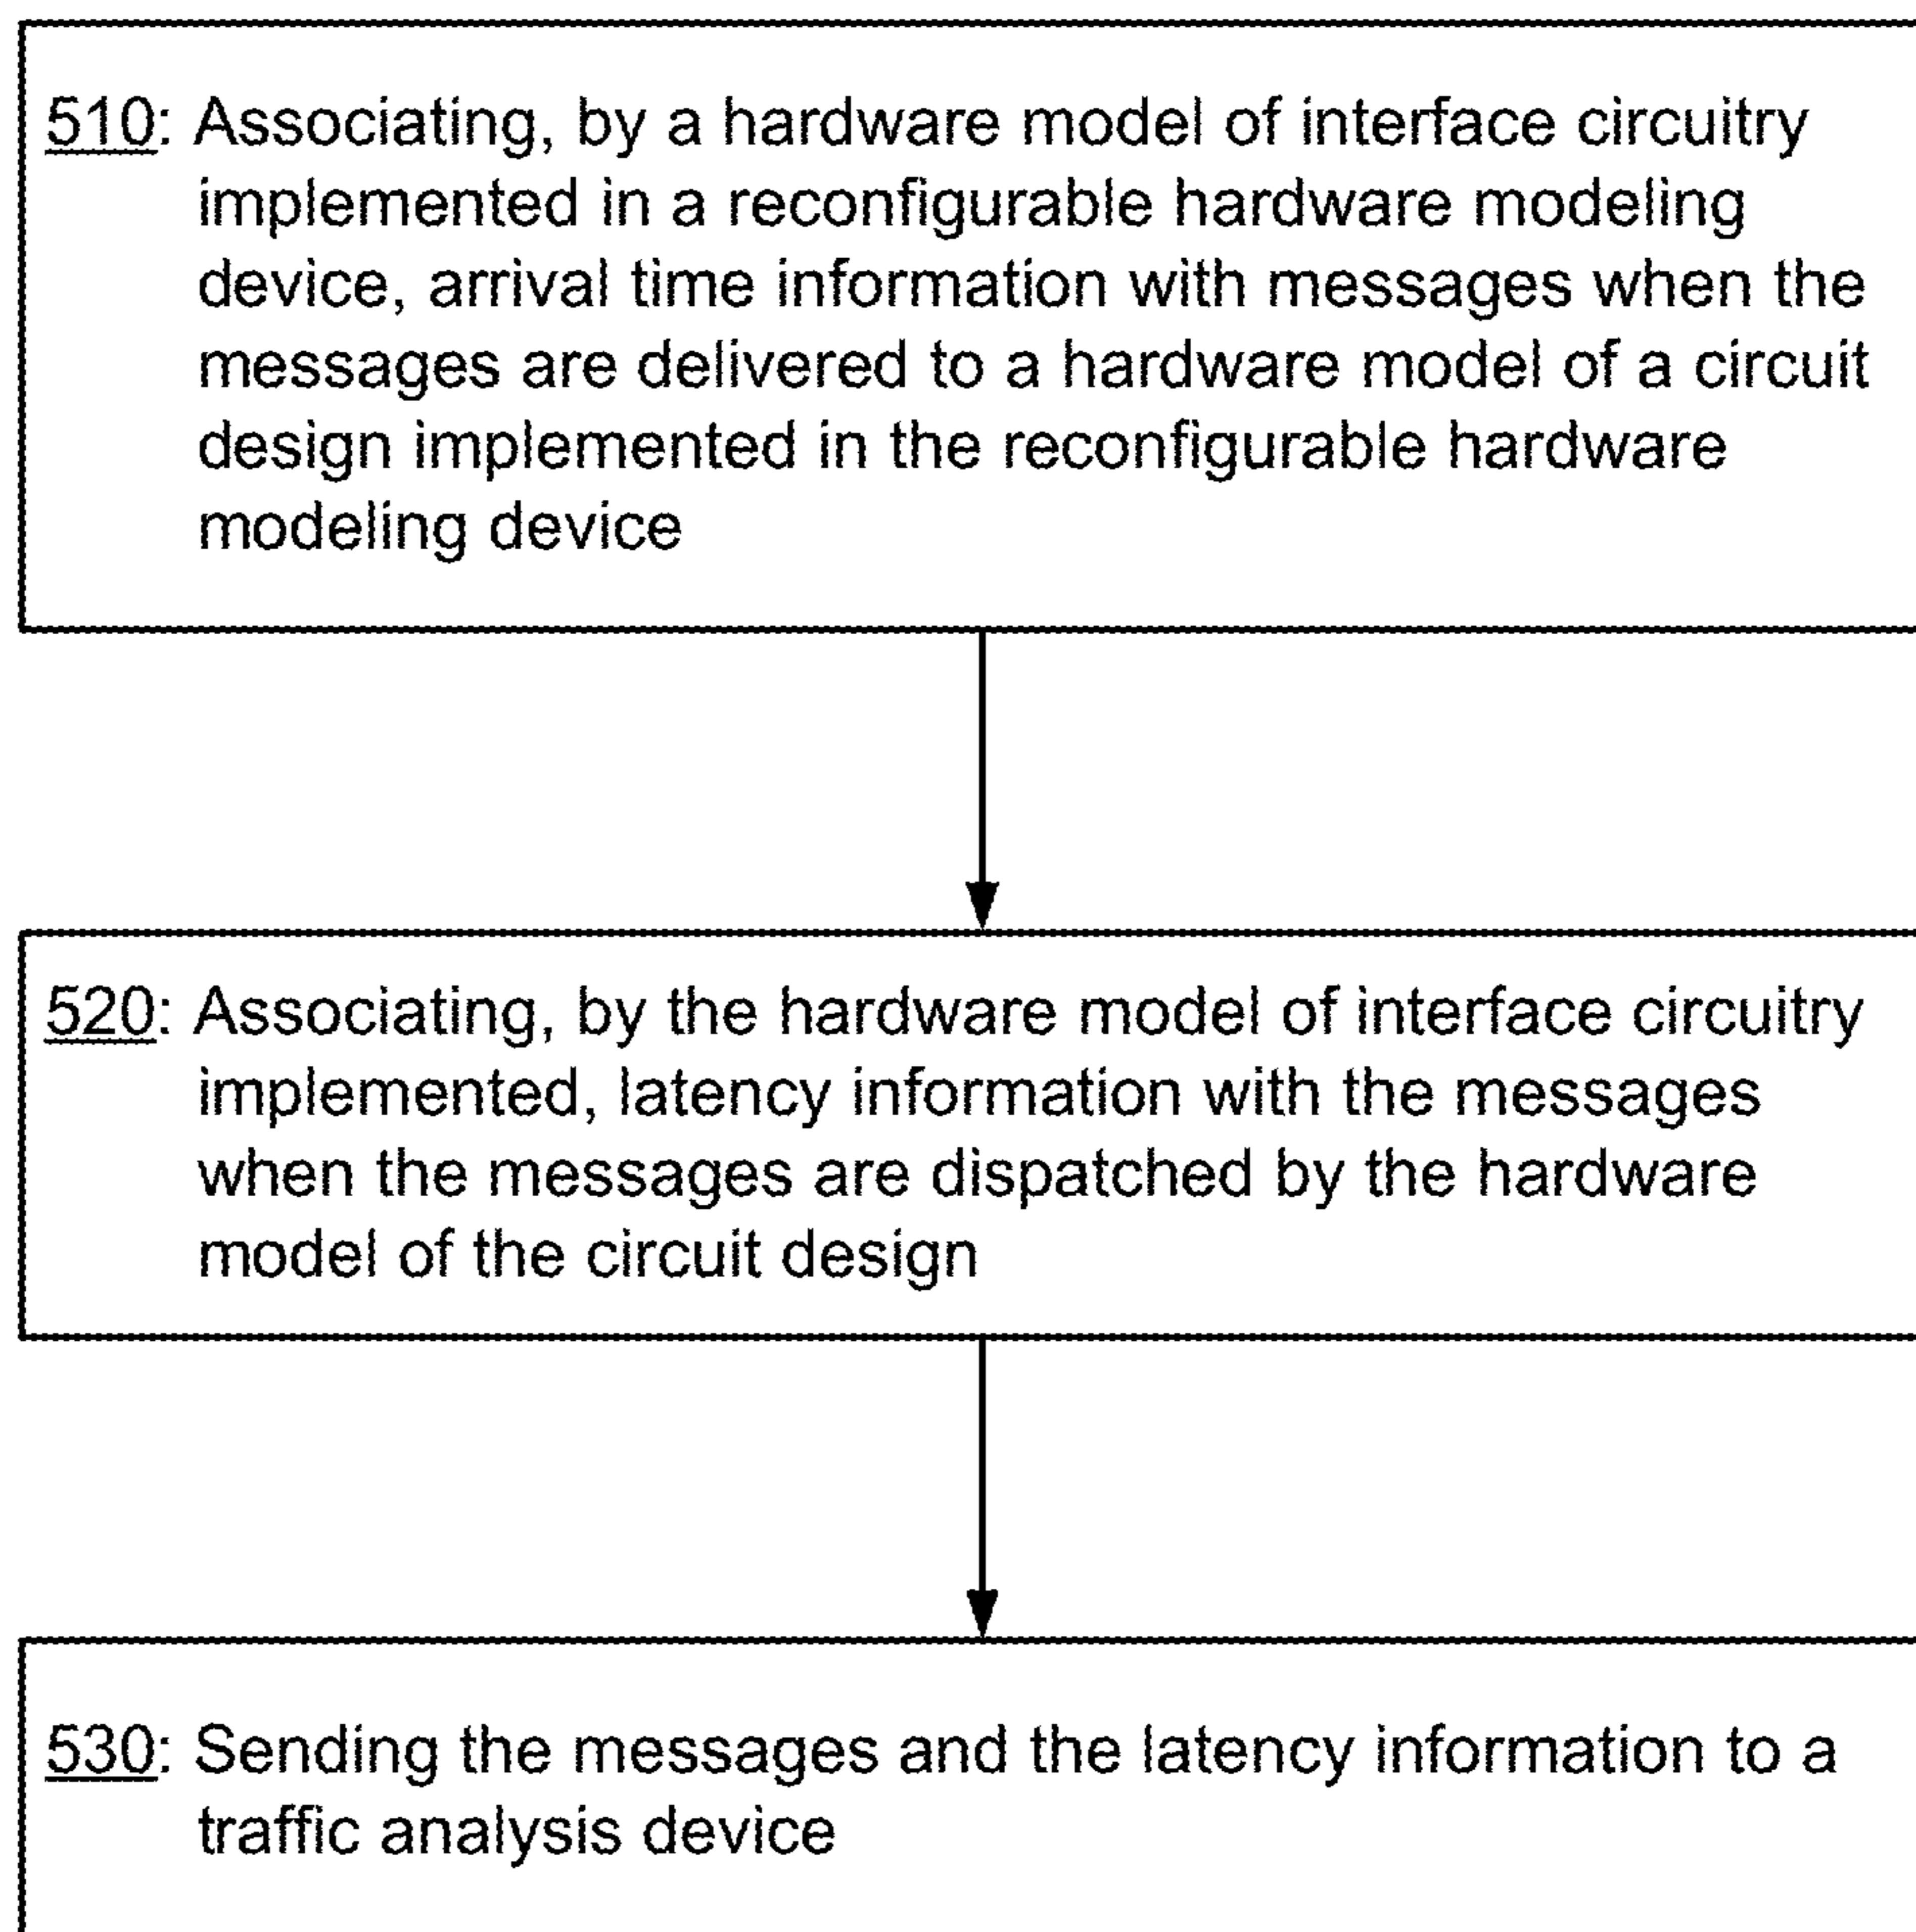 510: Associating, by a hardware model of interface circuitry
implemented in a reconfigurable hardware modeling
device, arrival time information with messages when the
messages are delivered to a hardware model of a circuit
design implemented in the reconfigurable hardware
modeling device
520: Associating, by the hardware model of interface circuitry
implemented, latency information with the messages
when the messages are dispatched by the hardware
model of the circuit design
530: Sending the messages and the latency information to a
traffic analysis device